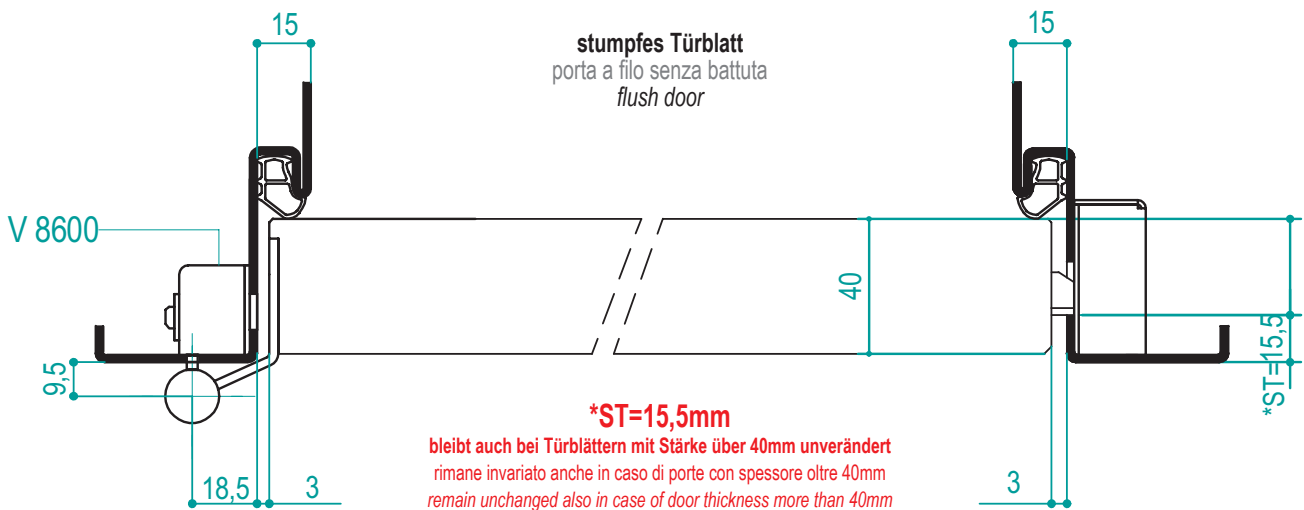 15
stumpfes Türblatt
porta a filo senza battuta
flush door
15
V 8600
40
*ST=15,5
9,5
*ST=15,5mm
bleibt auch bei Türblättern mit Stärke über 40mm unverändert
rimane invariato anche in caso di porte con spessore oltre 40mm
remain unchanged also in case of door thickness more than 40mm
18,5
3
3